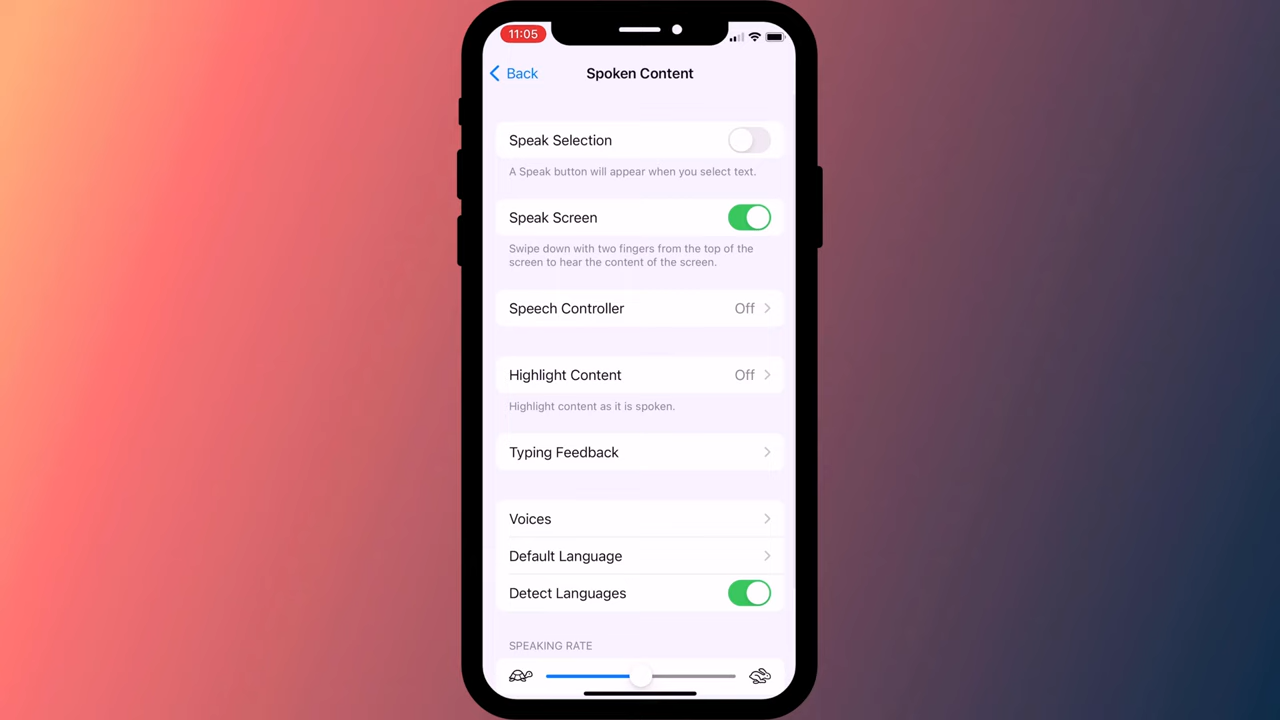 11:05
Back
Spoken Content
Speak Selection
A Speak button will appear when you select text.
Speak Screen
Swipe down with two fingers from the top of the
screen to hear the content of the screen.
Speech Controller Off
Highlight Content Off
Highlight content as it is spoken.
Typing Feedback
Voices
Default Language
Detect Languages
SPEAKING RATE